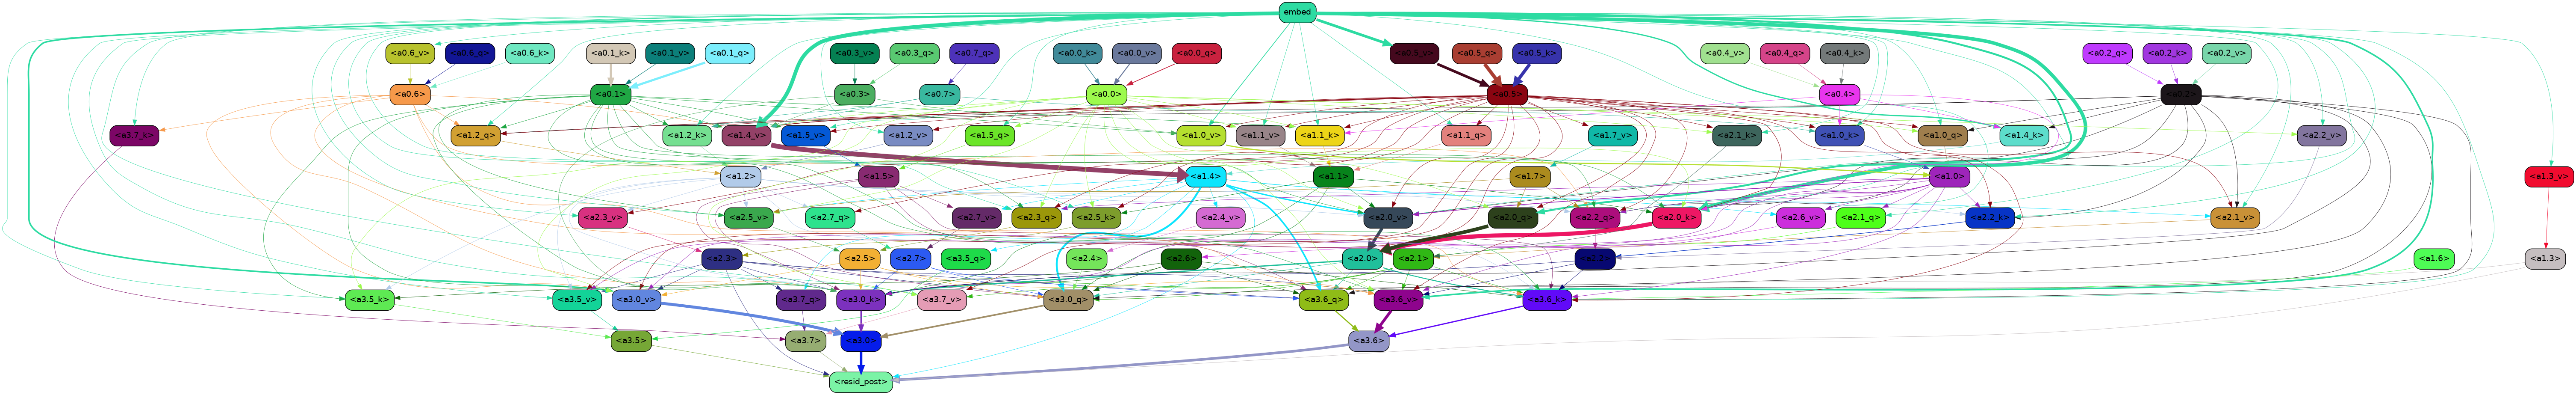 embed
<a0.6_v> <a0.6_q> <a0.6_k> <a0.1_k> <a0.1_v> <a0.1_q> <a0.3_v> <a0.3_q> <a0.7_q> <a0.0_k> <a0.0_v> <a0.0_q> <a0.5_v> <a0.5_q> <a0.5_k> <a0.4_v> <a0.4_q> <a0.4_k> <a0.2_q> <a0.2_k> <a0.2_v>
<a0.6> <a0.1> <a0.3> <a0.7> <a0.0> <a0.5> <a0.4> <a0.2>
<a3.7_k> <a1.2_q> <a1.2_k> <a1.4_v> <a1.5_v> <a1.2_v> <a1.5_q> <a1.0_v> <a1.1_v> <a1.1_k> <a1.1_q> <a1.7_v> <a2.1_k> <a1.0_k> <a1.0_q> <a1.4_k> <a2.2_v>
<a1.2> <a1.5> <a1.4> <a1.1> <a1.7> <a1.0> <a1.3_v>
<a2.3_v> <a2.5_v> <a2.7_q> <a2.7_v> <a2.3_q> <a2.5_k> <a2.4_v> <a2.0_v> <a2.0_q> <a2.2_q> <a2.0_k> <a2.6_v> <a2.1_q> <a2.2_k> <a2.1_v>
<a2.3> <a2.5> <a2.7> <a3.5_q> <a2.4> <a2.6> <a2.0> <a2.1> <a2.2> <a1.6> <a1.3>
<a3.5_k> <a3.5_v> <a3.0_v> <a3.7_q> <a3.0_k> <a3.7_v> <a3.0_q> <a3.6_q> <a3.6_v> <a3.6_k>
<a3.5> <a3.7> <a3.0> <a3.6>
<resid_post>